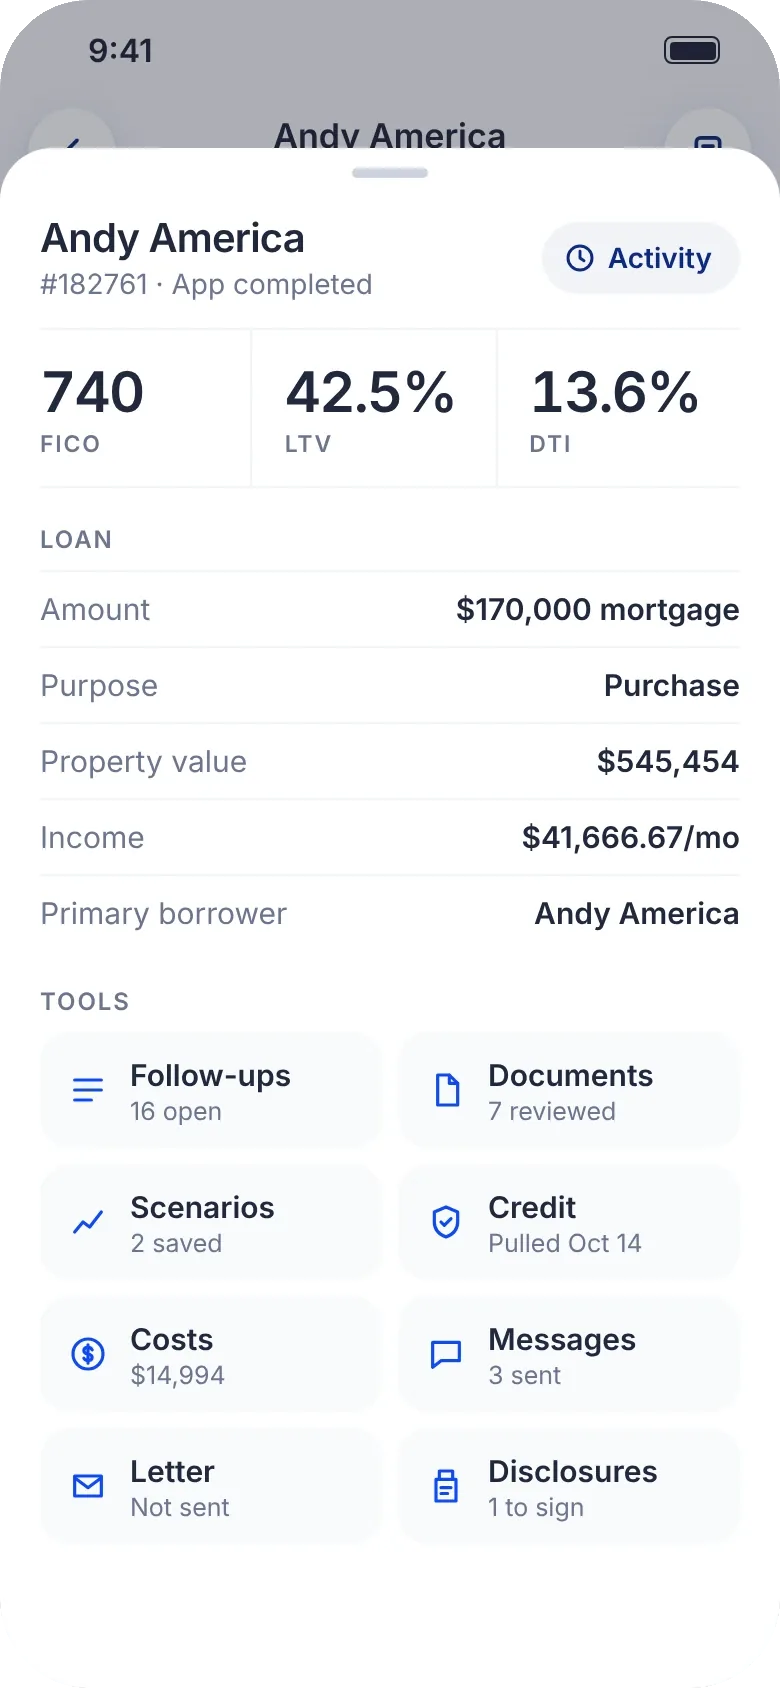 9:41
Andy America
Andy America
#182761 · App completed
Activity
740
FICO
42.5%
LTV
13.6%
DTI
LOAN
Amount
$170,000 mortgage
Purpose
Purchase
Property value
$545,454
Income
$41,666.67/mo
Primary borrower
Andy America
TOOLS
Follow-ups
16 open
Documents
7 reviewed
Scenarios
2 saved
Credit
Pulled Oct 14
Costs
$14,994
Messages
3 sent
Letter
Not sent
Disclosures
1 to sign